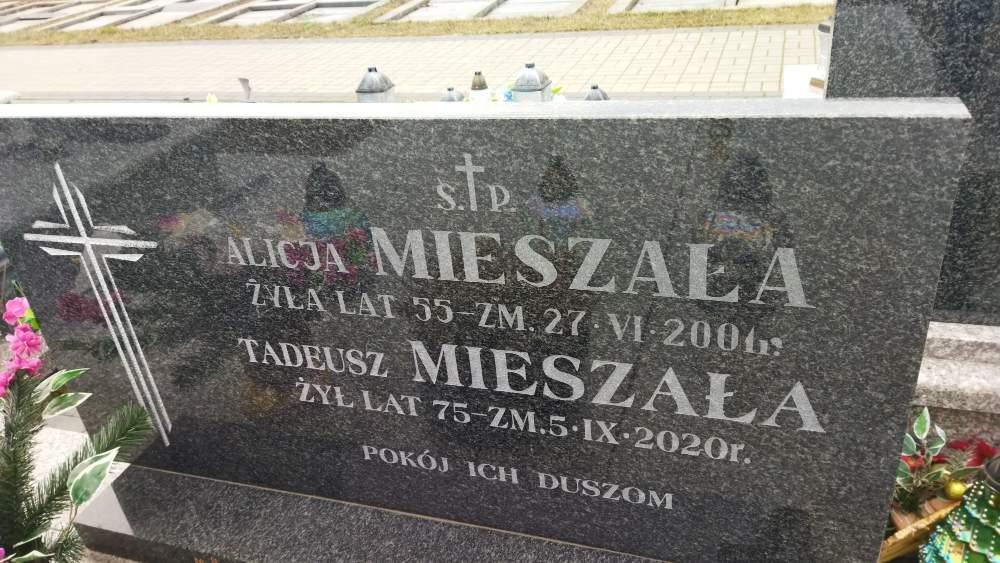 Ś.P.
ALICJA MIESZAŁA
ŻYŁA LAT 55-ZM. 27·VI·2001r.
TADEUSZ MIESZAŁA
ŻYŁ LAT 75-ZM.5·IX·2020r.
POKÓJ ICH DUSZOM